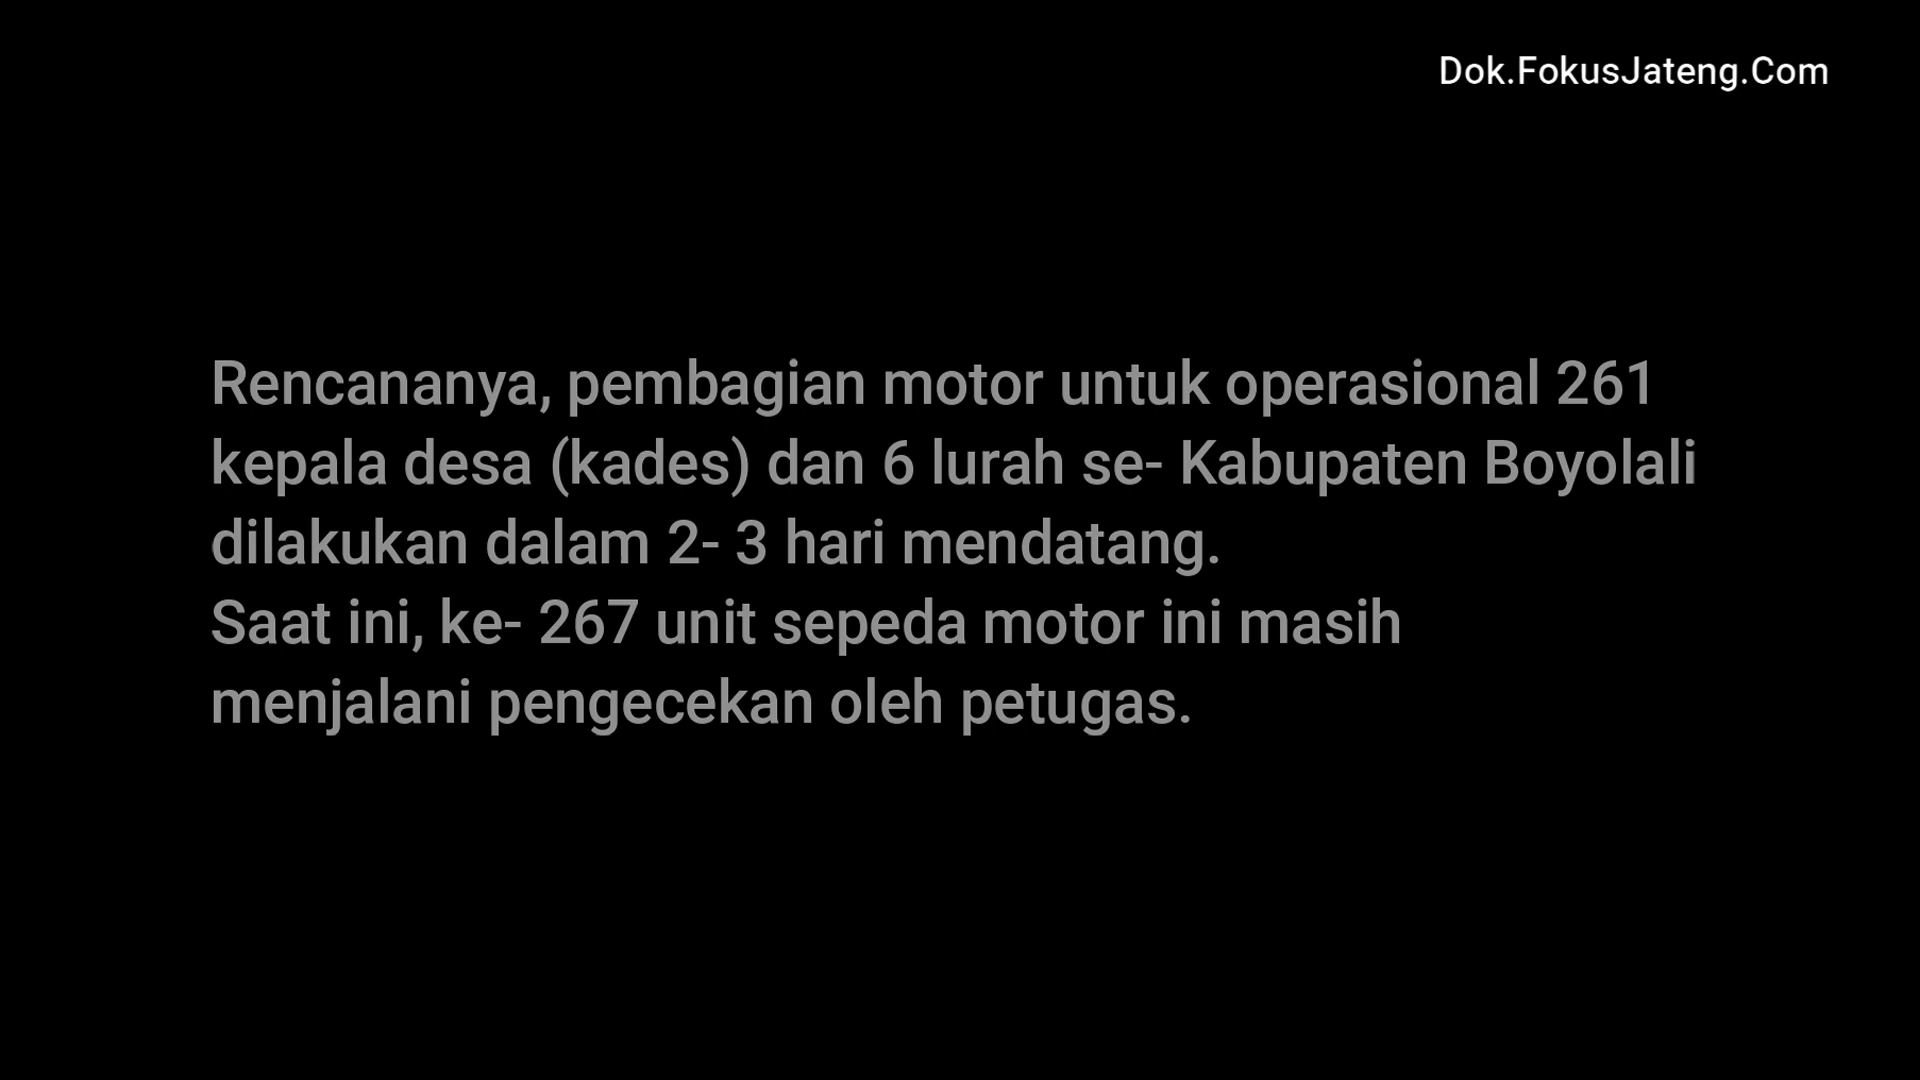 Dok.FokusJateng.Com
Rencananya, pembagian motor untuk operasional 261
kepala desa (kades) dan 6 lurah se- Kabupaten Boyolali
dilakukan dalam 2- 3 hari mendatang.
Saat ini, ke- 267 unit sepeda motor ini masih
menjalani pengecekan oleh petugas.